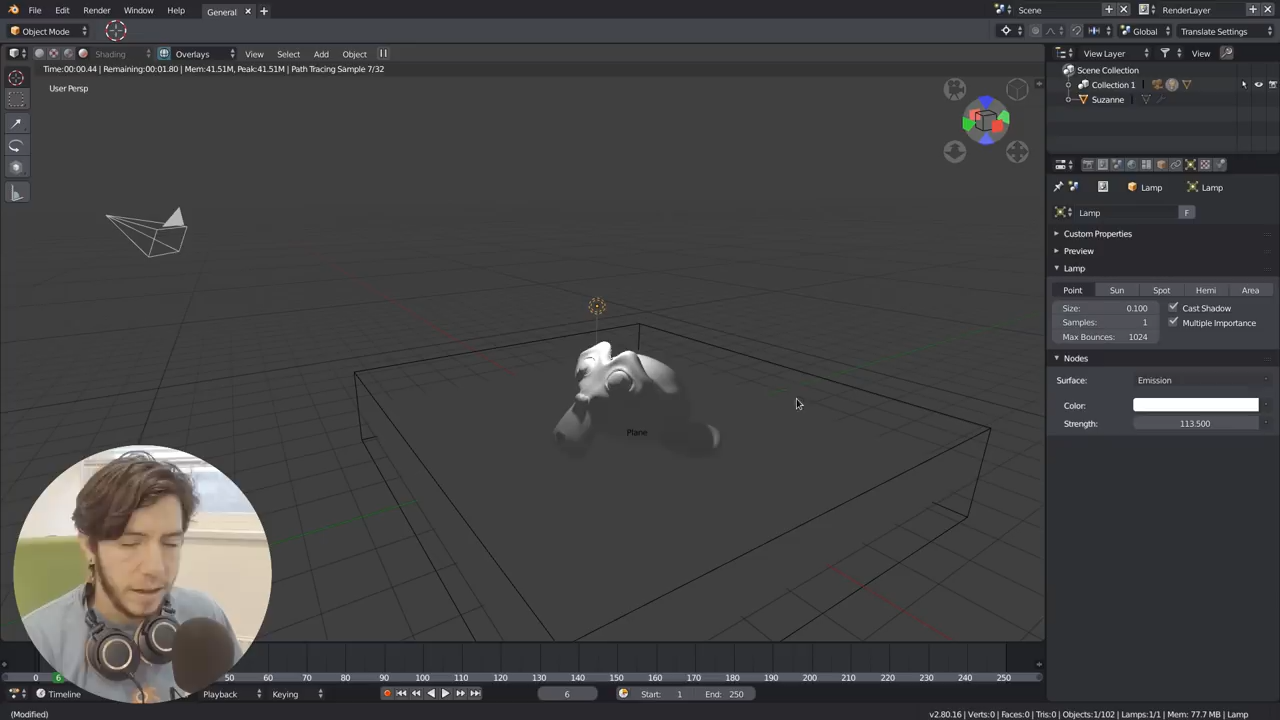 File Edit Render Window Help General Scene RenderLayer
Object Mode Global Translate Settings
Shading Overlays View Select Add Object View Layer View
Time:00:00.44 | Remaining:00:01.80 | Mem:41.51M, Peak:41.51M | Path Tracing Sample 7/32
User Persp
Scene Collection
Collection 1
Suzanne
Lamp Lamp
Lamp F
Custom Properties
Preview
Lamp
Point Sun Spot Hemi Area
Size: 0.100 Cast Shadow
Samples: 1 Multiple Importance
Max Bounces: 1024
Nodes
Surface: Emission
Color:
Strength: 113.500
Plane
0 6 50 60 70 80 90 100 110 120 130 140 150 160 170 180 190 200 210 220 230 240 250
Timeline Playback Keying 6 Start: 1 End: 250
(Modified) v2.80.16 | Verts:0 | Faces:0 | Tris:0 | Objects:1/102 | Lamps:1/1 | Mem: 77.7 MB | Lamp